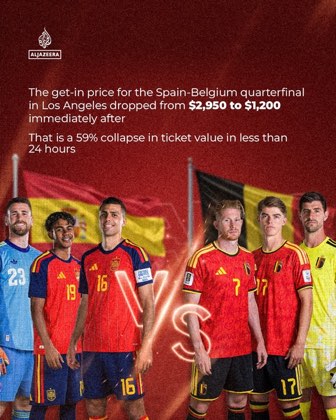 ALJAZEERA
The get-in price for the Spain-Belgium quarterfinal
in Los Angeles dropped from $2,950 to $1,200
immediately after
That is a 59% collapse in ticket value in less than
24 hours
VS
23
19
16
16
7
7
17